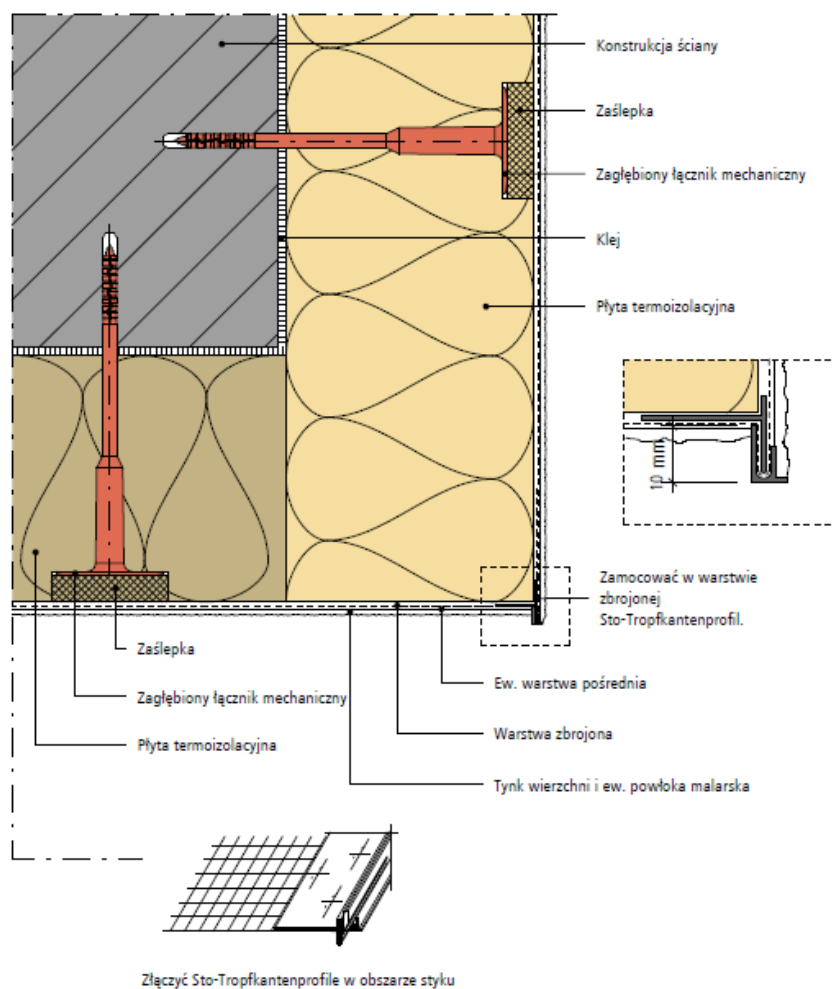 Konstrukcja ściany
Zaślepka
Zagłębiony łącznik mechaniczny
Klej
Płyta termoizolacyjna
10 mm
Zamocować w warstwie
zbrojonej
Sto-Tropfkantenprofil.
Zaślepka
Zagłębiony łącznik mechaniczny
Płyta termoizolacyjna
Ew. warstwa pośrednia
Warstwa zbrojona
Tynk wierzchni i ew. powłoka malarska
Złączyć Sto-Tropfkantenprofile w obszarze styku